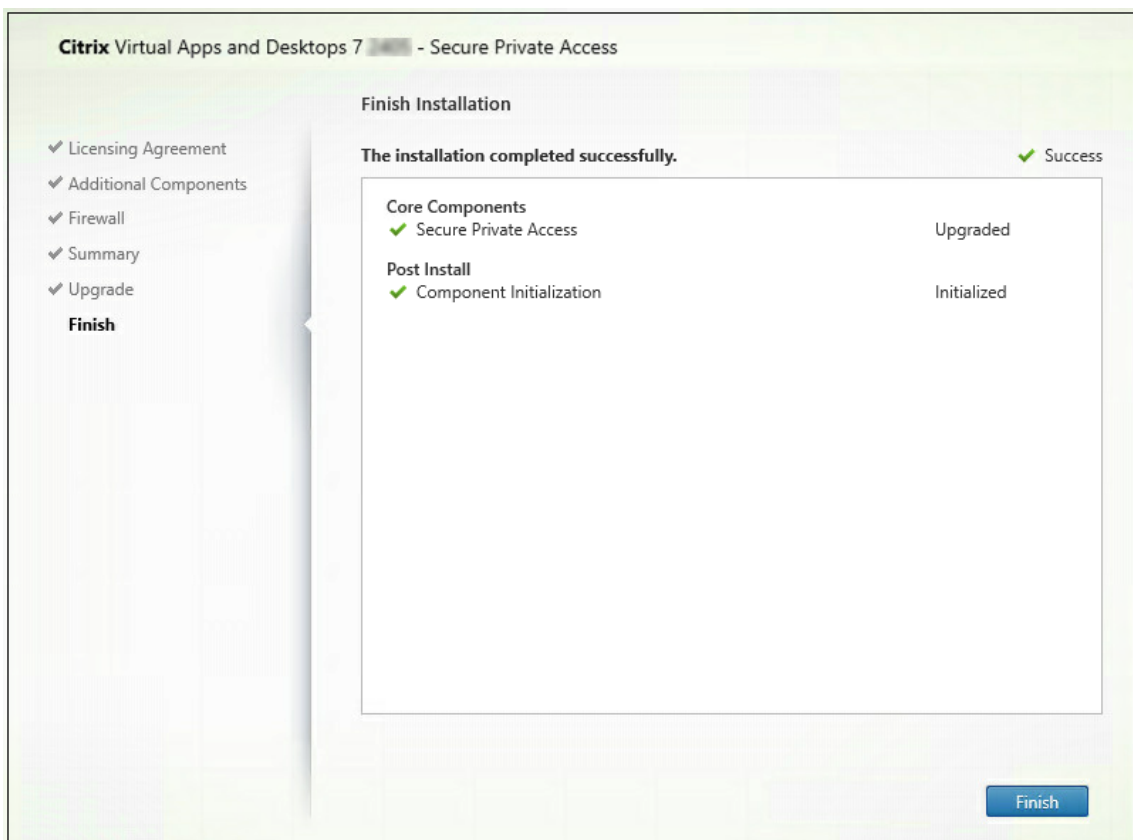 Citrix Virtual Apps and Desktops 7 - Secure Private Access
Finish Installation
Licensing Agreement
Additional Components
Firewall
Summary
Upgrade
Finish
The installation completed successfully.
Success
Core Components
Secure Private Access Upgraded
Post Install
Component Initialization Initialized
Finish